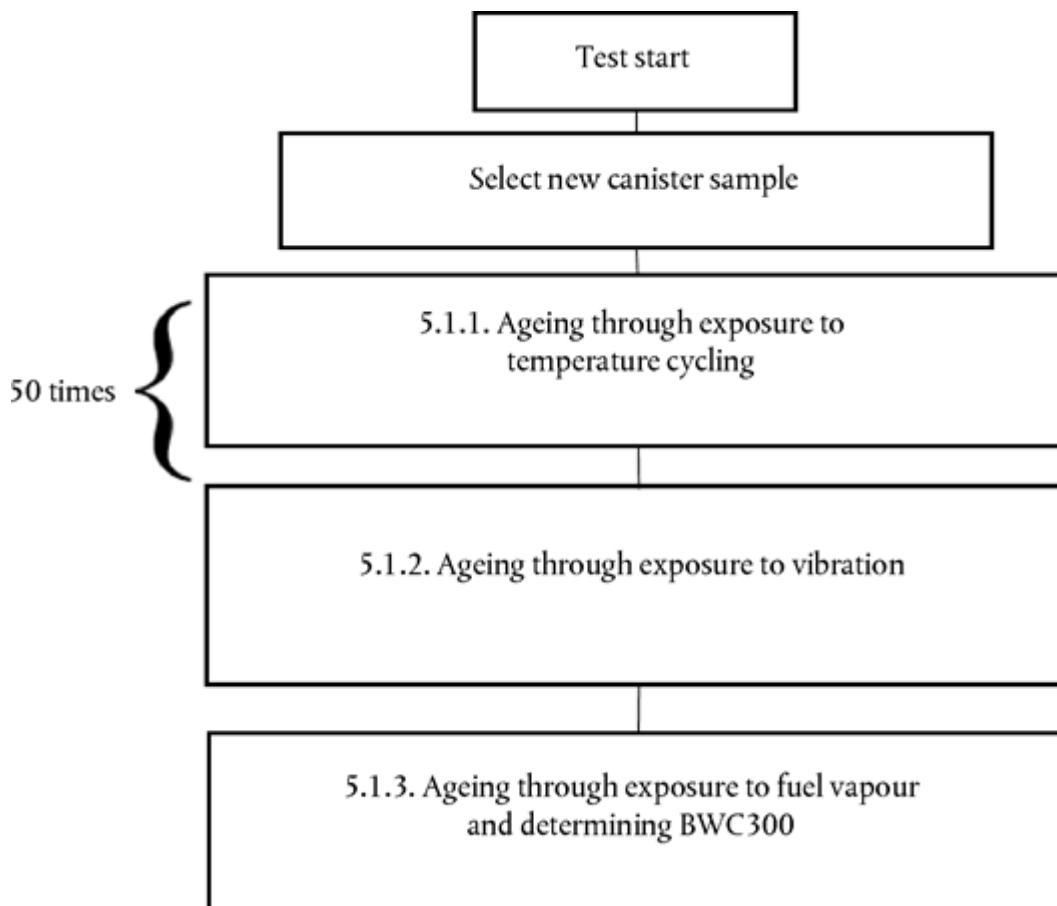 Test start
Select new canister sample
5.1.1. Ageing through exposure to
temperature cycling
50 times
5.1.2. Ageing through exposure to vibration
5.1.3. Ageing through exposure to fuel vapour
and determining BWC300